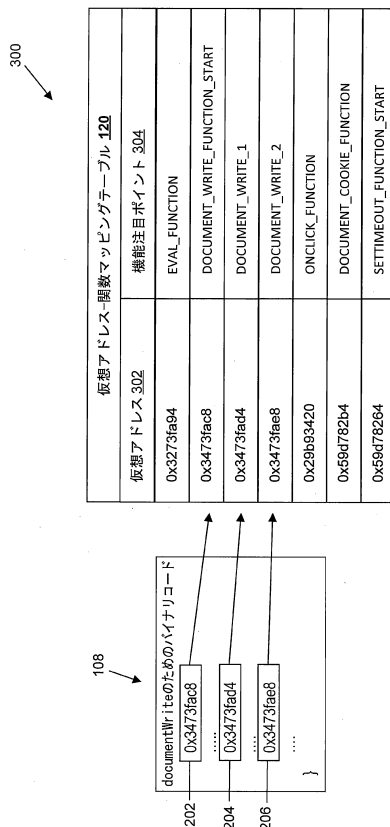 300
108
documentWriteのためのバイナリコード
202
0x3473fac8
.....
204
0x3473fad4
....
206
0x3473fae8
....
}
仮想アドレス-関数マッピングテーブル 120
仮想アドレス 302 機能注目ポイント 304
0x3273fa94 EVAL_FUNCTION
0x3473fac8 DOCUMENT_WRITE_FUNCTION_START
0x3473fad4 DOCUMENT_WRITE_1
0x3473fae8 DOCUMENT_WRITE_2
0x29b93420 ONCLICK_FUNCTION
0x59d782b4 DOCUMENT_COOKIE_FUNCTION
0x59d78264 SETTIMEOUT_FUNCTION_START